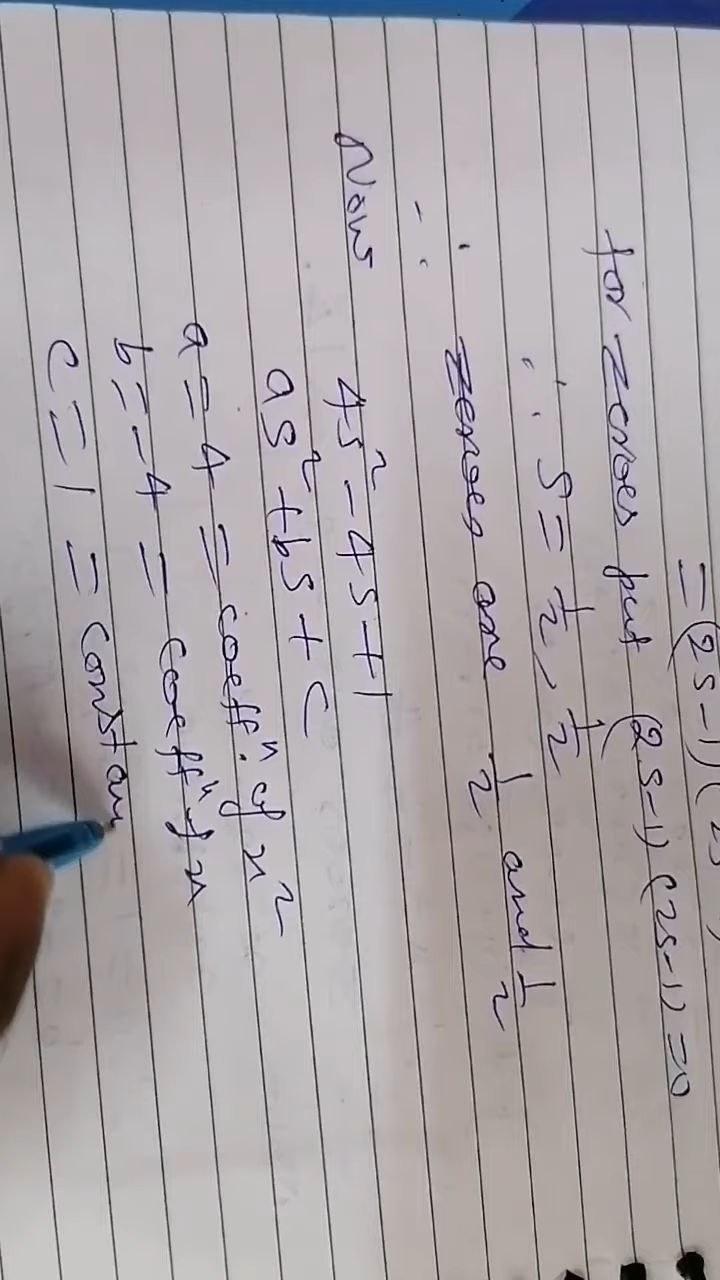 = (2s-1)(2s
for zeroes put (2s-1)(2s-1)=0
∴ s = 1/2, 1/2
∴ zeroes are 1/2 and 1/2
Now 4s² - 4s + 1
as² + bs + c
a = 4 = coeffⁿ. of x²
b = -4 = coeffⁿ of x
c = 1 = constan